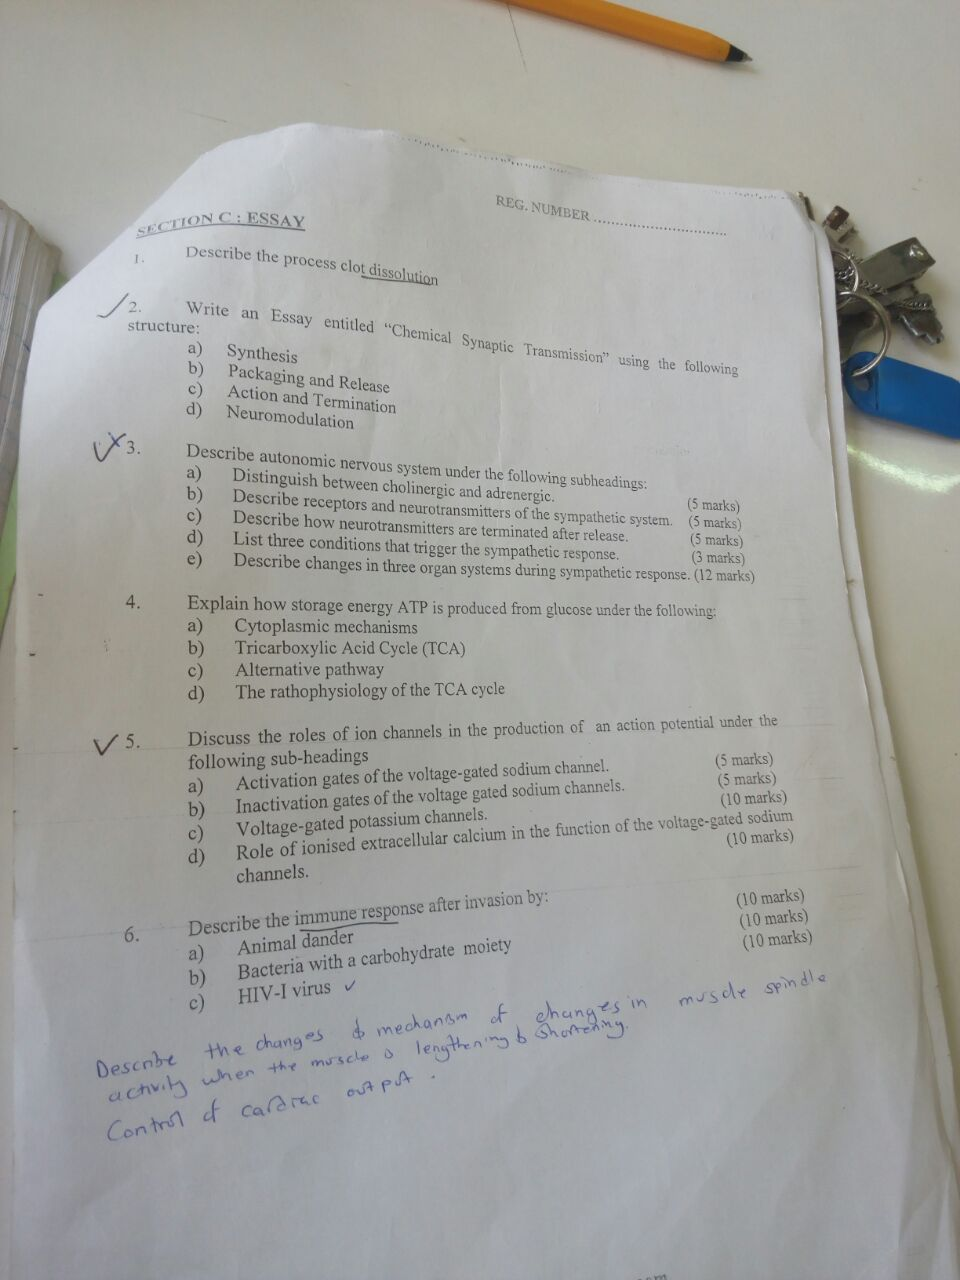 REG. NUMBER ................................
SECTION C : ESSAY
1. Describe the process clot dissolution
2. Write an Essay entitled “Chemical Synaptic Transmission” using the following
structure:
a) Synthesis
b) Packaging and Release
c) Action and Termination
d) Neuromodulation
3. Describe autonomic nervous system under the following subheadings:
a) Distinguish between cholinergic and adrenergic. (5 marks)
b) Describe receptors and neurotransmitters of the sympathetic system. (5 marks)
c) Describe how neurotransmitters are terminated after release. (5 marks)
d) List three conditions that trigger the sympathetic response. (3 marks)
e) Describe changes in three organ systems during sympathetic response. (12 marks)
4. Explain how storage energy ATP is produced from glucose under the following:
a) Cytoplasmic mechanisms
b) Tricarboxylic Acid Cycle (TCA)
c) Alternative pathway
d) The rathophysiology of the TCA cycle
5. Discuss the roles of ion channels in the production of an action potential under the
following sub-headings
a) Activation gates of the voltage-gated sodium channel. (5 marks)
b) Inactivation gates of the voltage gated sodium channels. (5 marks)
c) Voltage-gated potassium channels. (10 marks)
d) Role of ionised extracellular calcium in the function of the voltage-gated sodium
channels. (10 marks)
6. Describe the immune response after invasion by:
a) Animal dander (10 marks)
b) Bacteria with a carbohydrate moiety (10 marks)
c) HIV-I virus (10 marks)
Describe the changes & mechanism of changes in muscle spindle
activity when the muscle is lengthening & shortening.
Control of cardiac output.